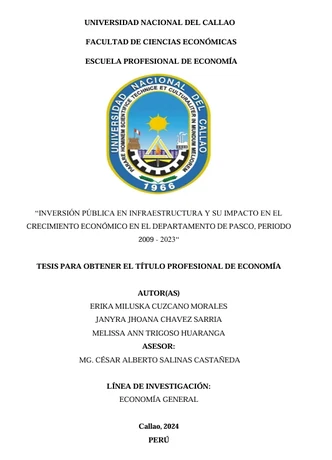 UNIVERSIDAD NACIONAL DEL CALLAO
FACULTAD DE CIENCIAS ECONÓMICAS
ESCUELA PROFESIONAL DE ECONOMÍA
UNIVERSIDAD NACIONAL DEL CALLAO
1966
"INVERSIÓN PÚBLICA EN INFRAESTRUCTURA Y SU IMPACTO EN EL
CRECIMIENTO ECONÓMICO EN EL DEPARTAMENTO DE PASCO, PERIODO
2009 - 2023"
TESIS PARA OBTENER EL TÍTULO PROFESIONAL DE ECONOMÍA
AUTOR(AS)
ERIKA MILUSKA CUZCANO MORALES
JANYRA JHOANA CHAVEZ SARRIA
MELISSA ANN TRIGOSO HUARANGA
ASESOR:
MG. CÉSAR ALBERTO SALINAS CASTAÑEDA
LÍNEA DE INVESTIGACIÓN:
ECONOMÍA GENERAL
Callao, 2024
PERÚ